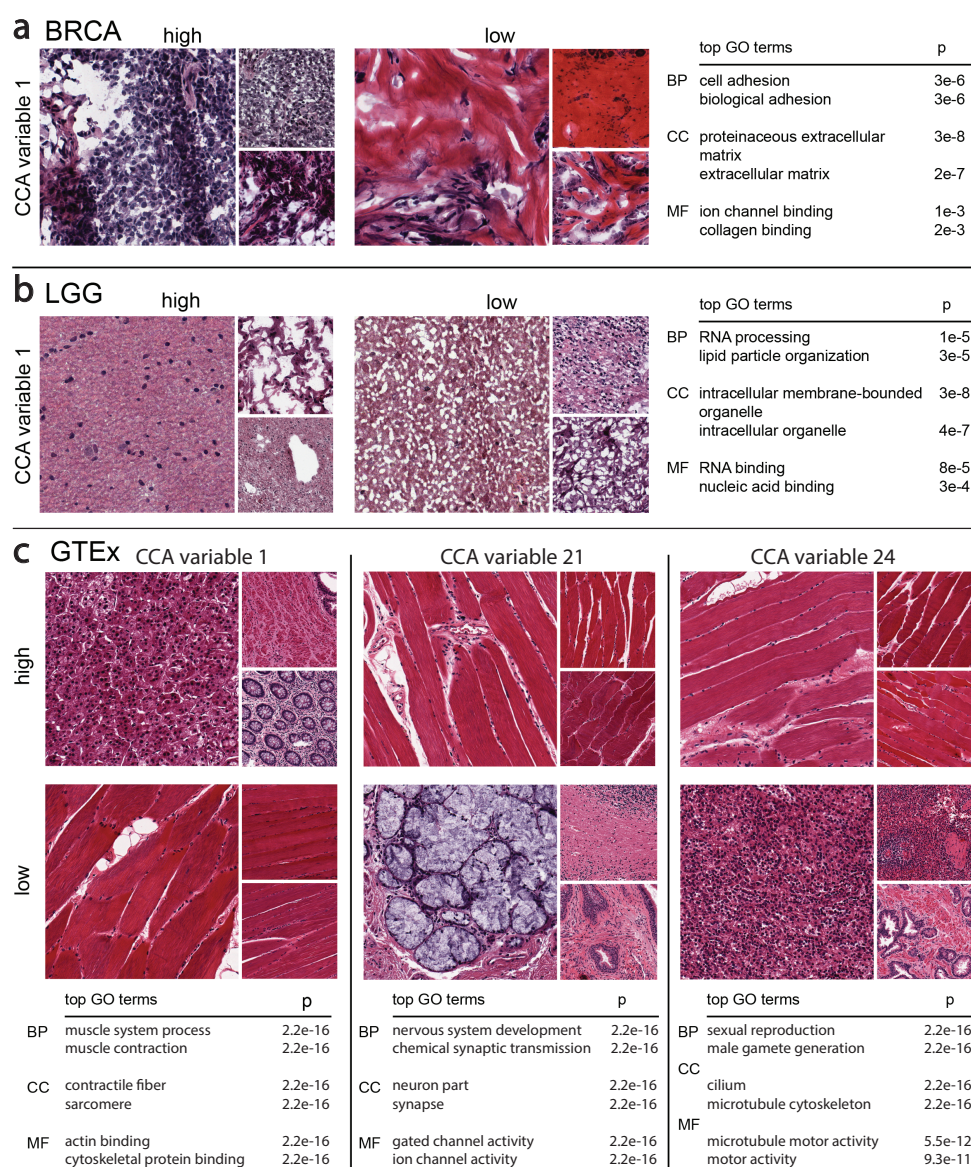 a BRCA
high
low
CCA variable 1
top GO terms p
BP cell adhesion 3e-6
biological adhesion 3e-6
CC proteinaceous extracellular 3e-8
matrix
extracellular matrix 2e-7
MF ion channel binding 1e-3
collagen binding 2e-3
b LGG
high
low
CCA variable 1
top GO terms p
BP RNA processing 1e-5
lipid particle organization 3e-5
CC intracellular membrane-bounded 3e-8
organelle
intracellular organelle 4e-7
MF RNA binding 8e-5
nucleic acid binding 3e-4
c GTEx
CCA variable 1
CCA variable 21
CCA variable 24
high
low
top GO terms p
BP muscle system process 2.2e-16
muscle contraction 2.2e-16
CC contractile fiber 2.2e-16
sarcomere 2.2e-16
MF actin binding 2.2e-16
cytoskeletal protein binding 2.2e-16
top GO terms p
BP nervous system development 2.2e-16
chemical synaptic transmission 2.2e-16
CC neuron part 2.2e-16
synapse 2.2e-16
MF gated channel activity 2.2e-16
ion channel activity 2.2e-16
top GO terms p
BP sexual reproduction 2.2e-16
male gamete generation 2.2e-16
CC
cilium 2.2e-16
microtubule cytoskeleton 2.2e-16
MF
microtubule motor activity 5.5e-12
motor activity 9.3e-11